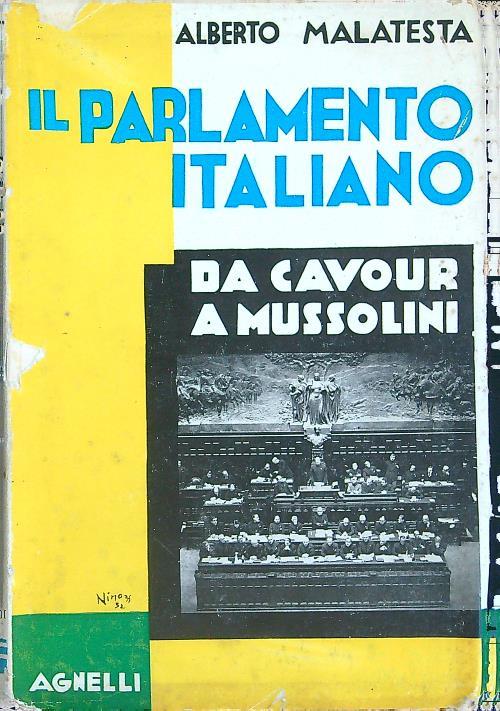 ALBERTO MALATESTA
IL PARLAMENTO
ITALIANO
DA CAVOUR
A MUSSOLINI
AGNELLI